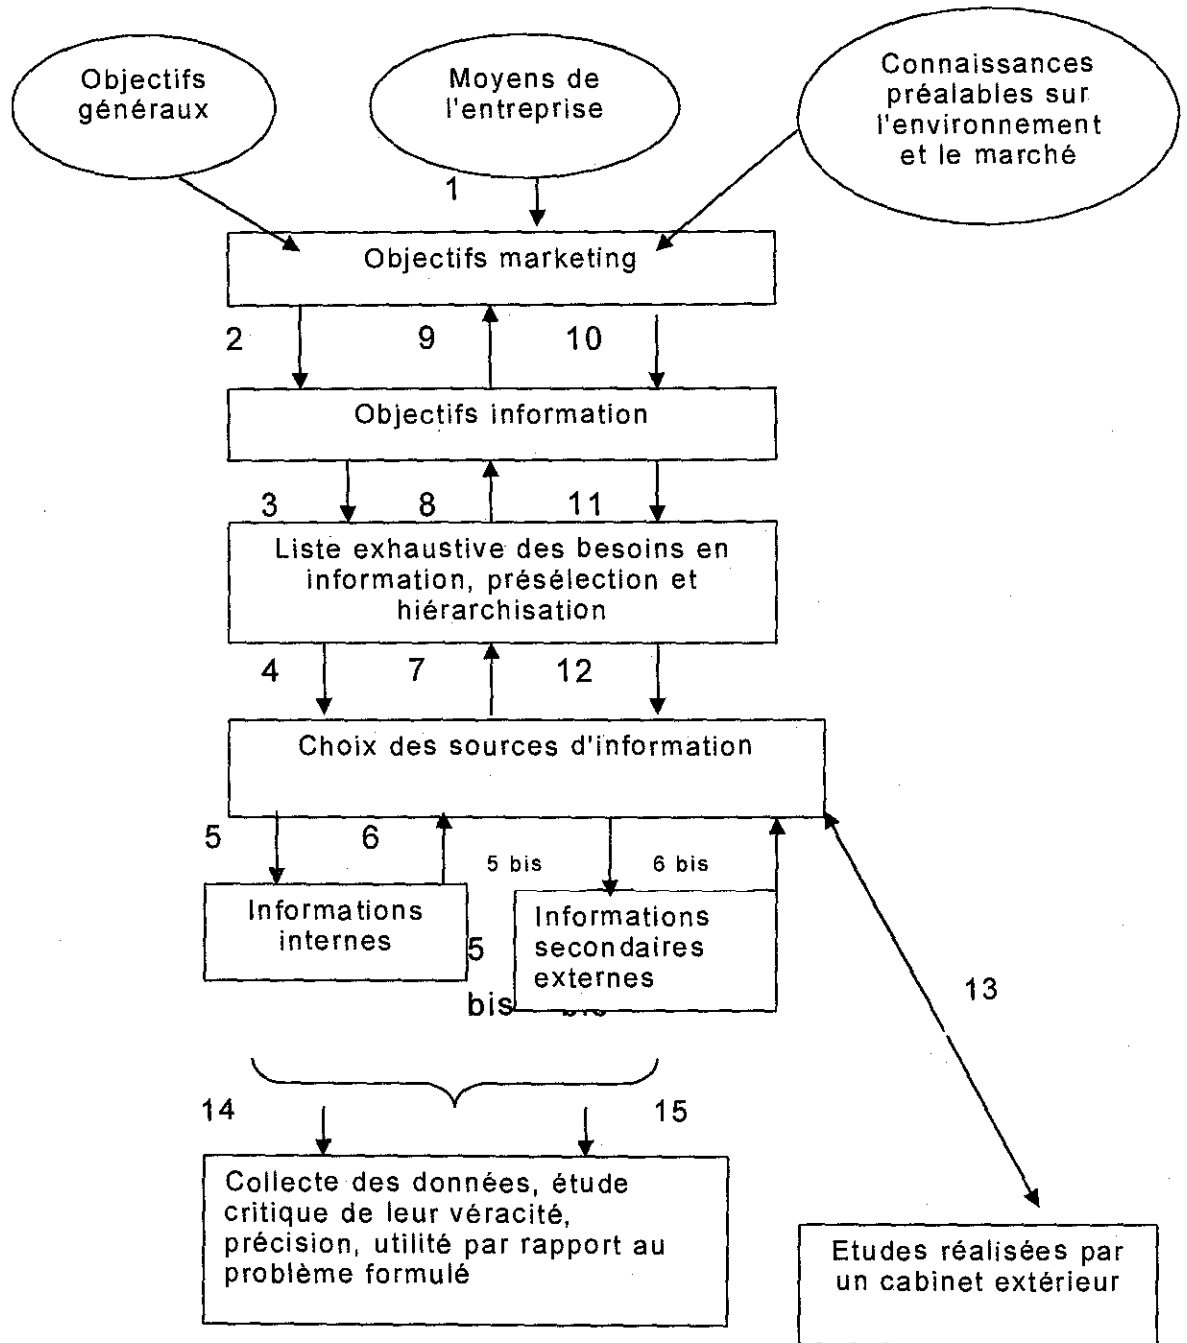 Objectifs
généraux
Moyens de
l'entreprise
Connaissances
préalables sur
l'environnement
et le marché
1
Objectifs marketing
2
9
10
Objectifs information
3
8
11
Liste exhaustive des besoins en
information, présélection et
hiérarchisation
4
7
12
Choix des sources d'information
5
6
5 bis
6 bis
Informations
internes
5
bis
Informations
secondaires
externes
13
14
15
Collecte des données, étude
critique de leur véracité,
précision, utilité par rapport au
problème formulé
Etudes réalisées par
un cabinet extérieur